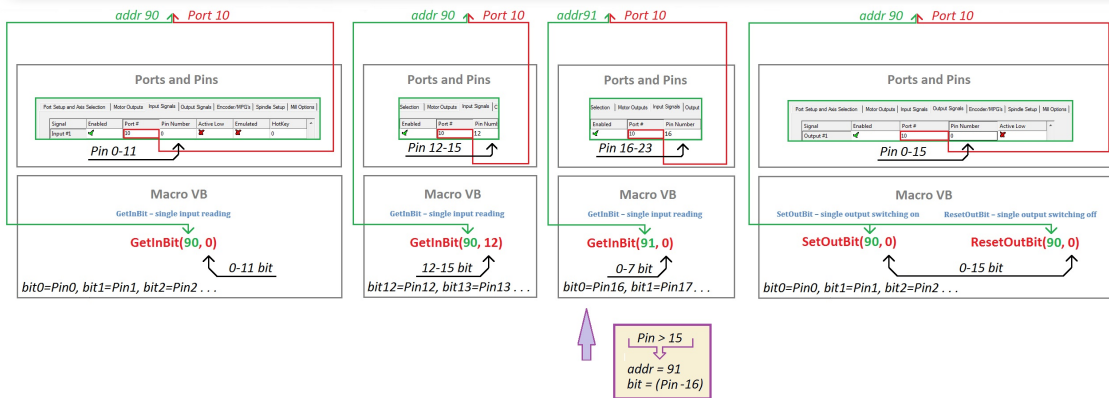 addr 90 Port 10
Ports and Pins
Port Setup and Axis Selection | Motor Outputs | Input Signals | Output Signals | Encoder/MPG's | Spindle Setup | Mill Options |
Signal Enabled Port # Pin Number Active Low Emulated HotKey
Input #1 10 0 0
Pin 0-11
Macro VB
GetInBit – single input reading
GetInBit(90, 0)
0-11 bit
bit0=Pin0, bit1=Pin1, bit2=Pin2 . . .
addr 90 Port 10
Ports and Pins
Selection | Motor Outputs | Input Signals | C
Enabled Port # Pin Numb
10 12
Pin 12-15
Macro VB
GetInBit – single input reading
GetInBit(90, 12)
12-15 bit
bit12=Pin12, bit13=Pin13 . . .
addr91 Port 10
Ports and Pins
Selection | Motor Outputs | Input Signals | Output
Enabled Port # Pin Number
10 16
Pin 16-23
Macro VB
GetInBit – single input reading
GetInBit(91, 0)
0-7 bit
bit0=Pin16, bit1=Pin17. . .
Pin > 15
addr = 91
bit = (Pin -16)
addr 90 Port 10
Ports and Pins
Port Setup and Axis Selection | Motor Outputs | Input Signals | Output Signals | Encoder/MPG's | Spindle Setup | Mill Options |
Signal Enabled Port # Pin Number Active Low
Output #1 10 0
Pin 0-15
Macro VB
SetOutBit – single output switching on ResetOutBit – single output switching off
SetOutBit(90, 0) ResetOutBit(90, 0)
0-15 bit
bit0=Pin0, bit1=Pin1, bit2=Pin2 . . .